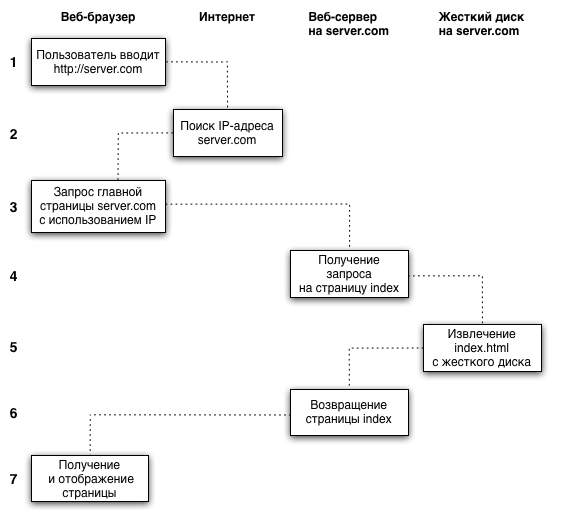 Веб-браузер
Интернет
Веб-сервер
на server.com
Жесткий диск
на server.com
1
Пользователь вводит
http://server.com
2
Поиск IP-адреса
server.com
3
Запрос главной
страницы server.com
с использованием IP
4
Получение
запроса
на страницу index
5
Извлечение
index.html
с жесткого диска
6
Возвращение
страницы index
7
Получение
и отображение
страницы